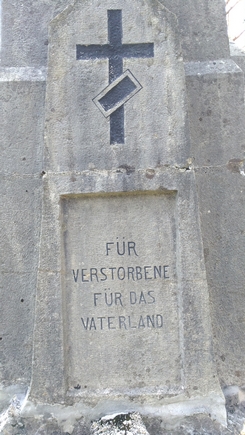 FÜR
VERSTORBENE
FÜR DAS
VATERLAND